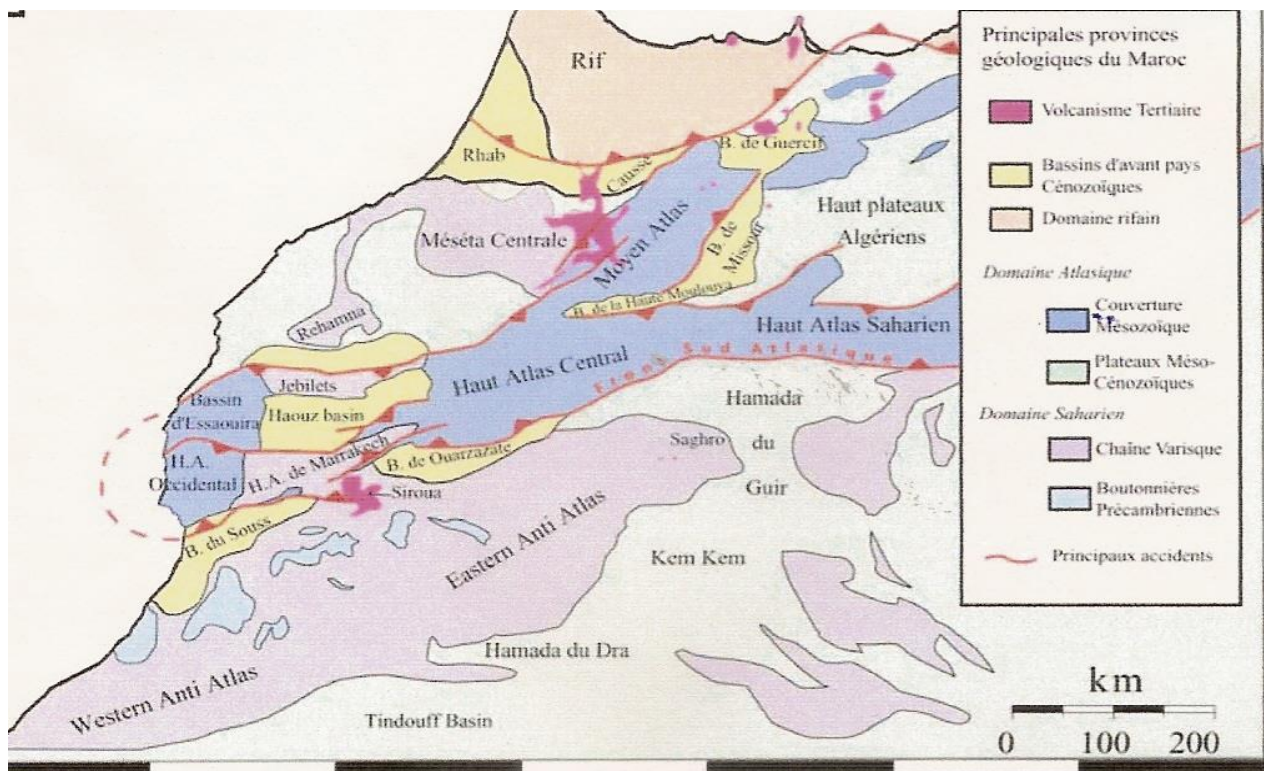 Rif
Rhab
Causse
B. de Guercif
Moyen Atlas
Méséta Centrale
B. de
Missour
Haut plateaux
Algériens
B. de la Haute Moulouya
Rehamna
Haut Atlas Saharien
Haut Atlas Central
Front Sud Atlasique
Jebilets
Bassin
d'Essaouira
Haouz basin
Hamada
du
Guir
Saghro
H.A. de Marrakech
B. de Ouarzazate
H.A.
Occidental
Siroua
B. du Souss
Eastern Anti Atlas
Kem Kem
Hamada du Dra
Western Anti Atlas
Tindouff Basin
Principales provinces
géologiques du Maroc
Volcanisme Tertiaire
Bassins d'avant pays
Cénozoïques
Domaine rifain
Domaine Atlasique
Couverture
Mésozoïque
Plateaux Méso-
Cénozoïques
Domaine Saharien
Chaîne Varisque
Boutonnières
Précambriennes
Principaux accidents
km
0 100 200